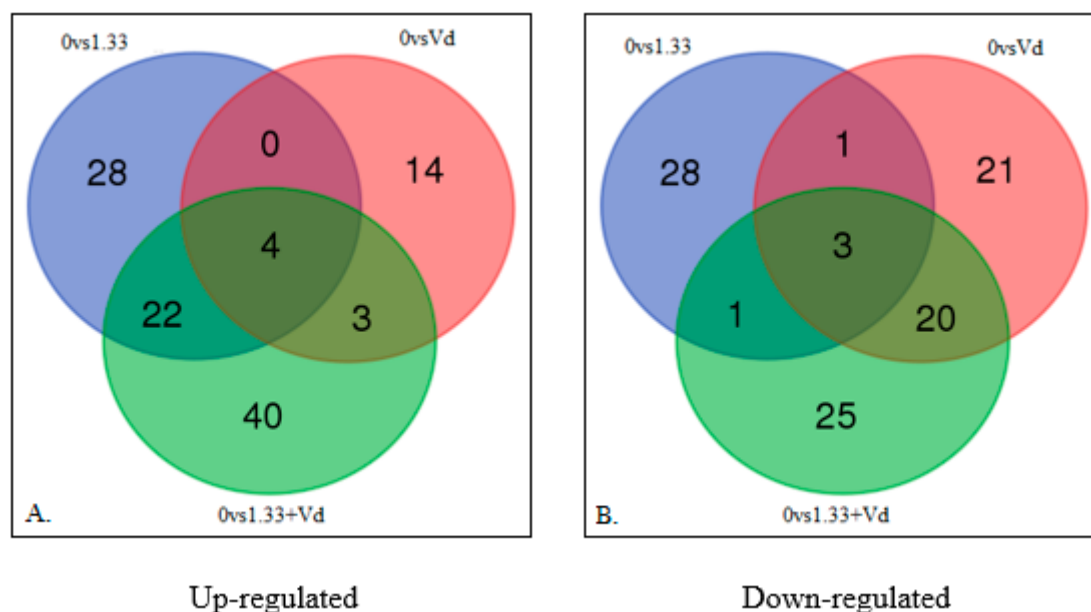 0vs1.33
0vsVd
28
0
14
4
22
3
40
A.
0vs1.33+Vd
Up-regulated
0vs1.33
0vsVd
28
1
21
3
1
20
25
B.
0vs1.33+Vd
Down-regulated